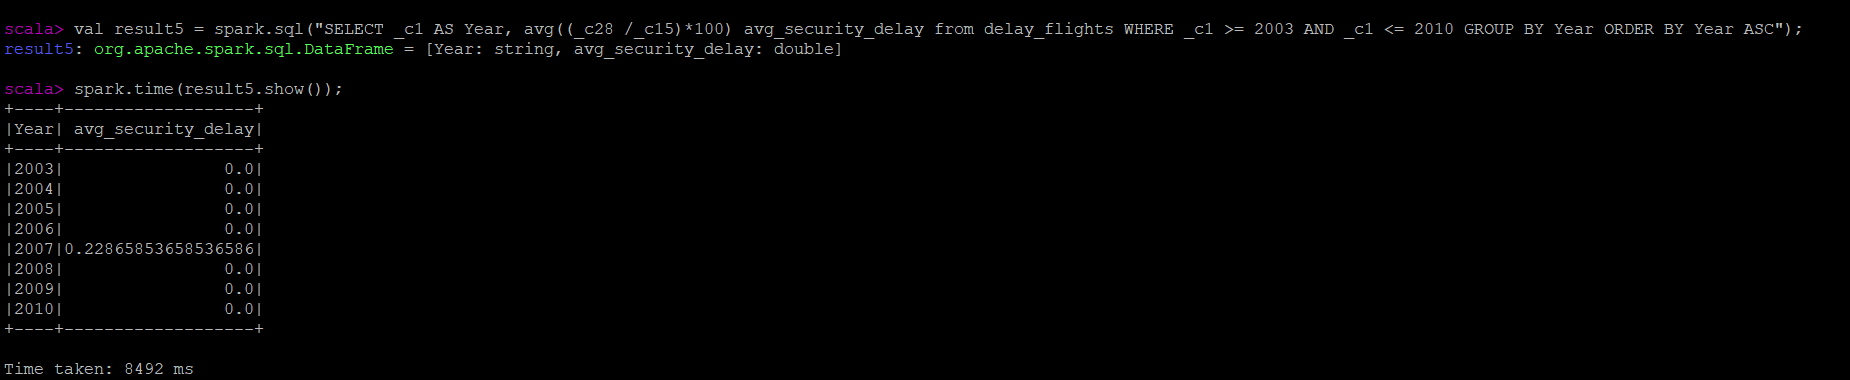 scala> val result5 = spark.sql("SELECT _c1 AS Year, avg((_c28 /_c15)*100) avg_security_delay from delay_flights WHERE _c1 >= 2003 AND _c1 <= 2010 GROUP BY Year ORDER BY Year ASC");
result5: org.apache.spark.sql.DataFrame = [Year: string, avg_security_delay: double]
scala> spark.time(result5.show());
+----+-------------------+
|Year| avg_security_delay|
+----+-------------------+
|2003|                0.0|
|2004|                0.0|
|2005|                0.0|
|2006|                0.0|
|2007|0.22865853658536586|
|2008|                0.0|
|2009|                0.0|
|2010|                0.0|
+----+-------------------+
Time taken: 8492 ms